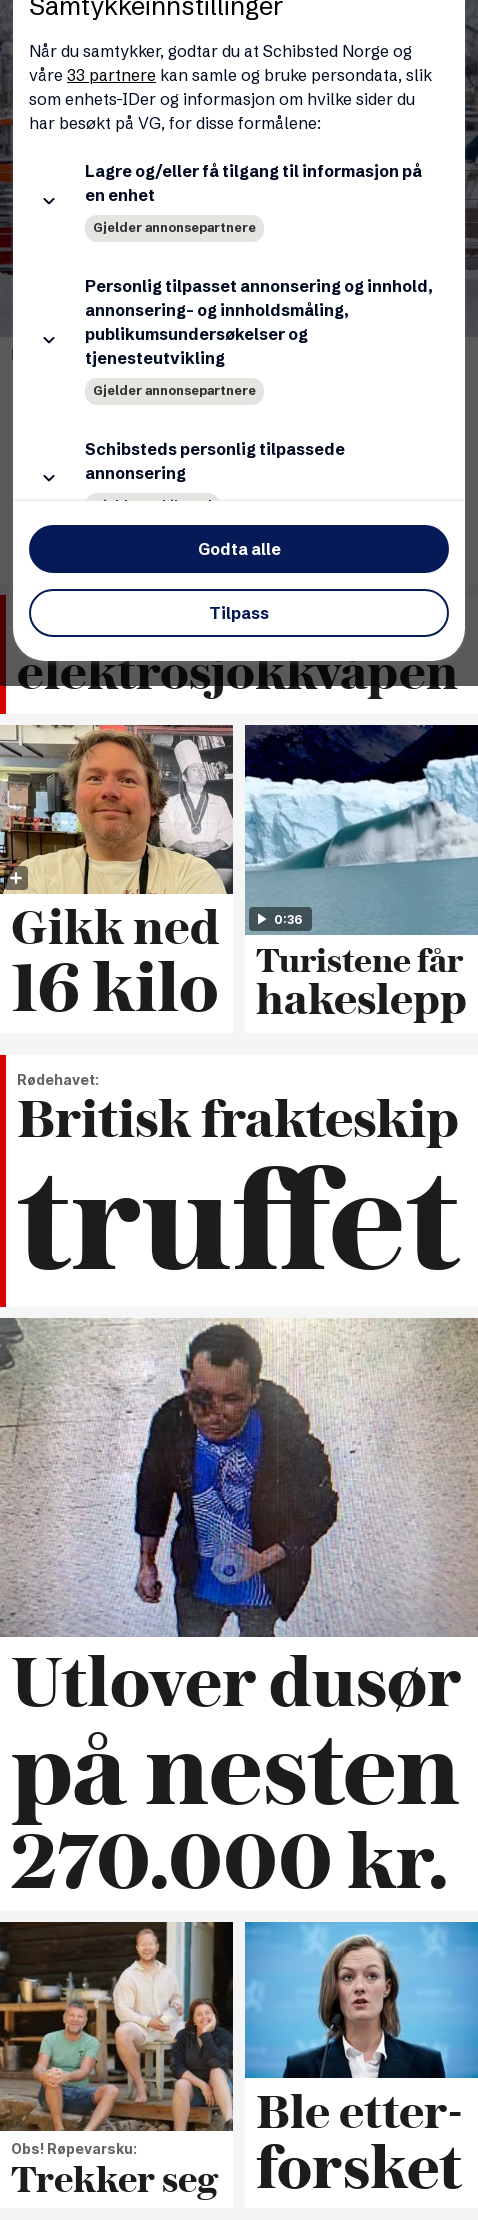 Samtykkeinnstillinger
Når du samtykker, godtar du at Schibsted Norge og
våre 33 partnere kan samle og bruke persondata, slik
som enhets-IDer og informasjon om hvilke sider du
har besøkt på VG, for disse formålene:
Lagre og/eller få tilgang til informasjon på
en enhet
Gjelder annonsepartnere
Personlig tilpasset annonsering og innhold,
annonsering- og innholdsmåling,
publikumsundersøkelser og
tjenesteutvikling
Gjelder annonsepartnere
Schibsteds personlig tilpassede
annonsering
Godta alle
Tilpass
elektrosjokkvåpen
Gikk ned
16 kilo
0:36
Turistene får
hakeslepp
Rødehavet:
Britisk frakteskip
truffet
Utlover dusør
på nesten
270.000 kr.
Obs! Røpevarsku:
Trekker seg
Ble etter-
forsket